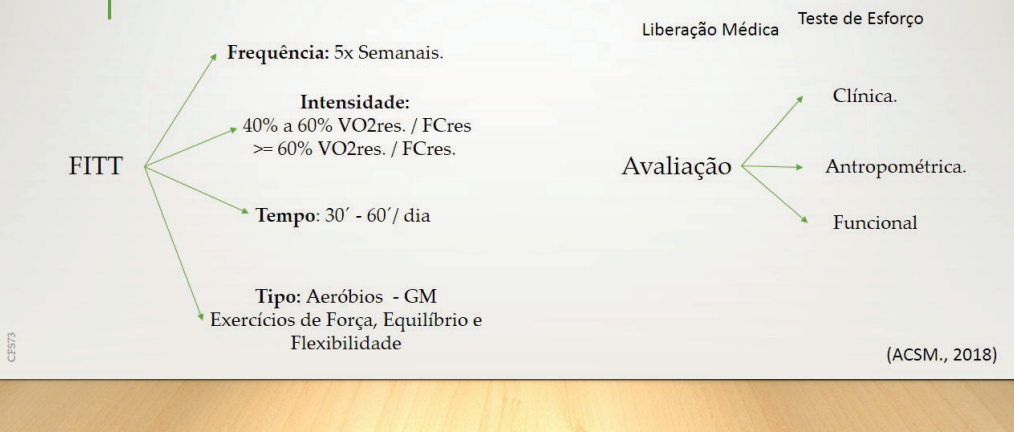 Liberação Médica
Teste de Esforço
FITT
Frequência: 5x Semanais.
Intensidade:
40% a 60% VO2res. / FCres
>= 60% VO2res. / FCres.
Tempo: 30´ - 60´/ dia
Tipo: Aeróbios - GM
Exercícios de Força, Equilíbrio e
Flexibilidade
Avaliação
Clínica.
Antropométrica.
Funcional
CFS73
(ACSM., 2018)